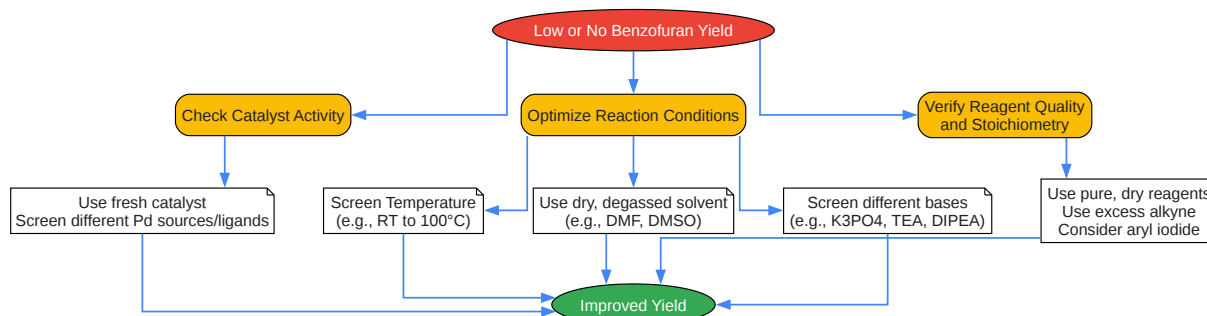 Low or No Benzofuran Yield
Check Catalyst Activity
Optimize Reaction Conditions
Verify Reagent Quality
and Stoichiometry
Use fresh catalyst
Screen different Pd sources/ligands
Screen Temperature
(e.g., RT to 100°C)
Use dry, degassed solvent
(e.g., DMF, DMSO)
Screen different bases
(e.g., K3PO4, TEA, DIPEA)
Use pure, dry reagents
Use excess alkyne
Consider aryl iodide
Improved Yield